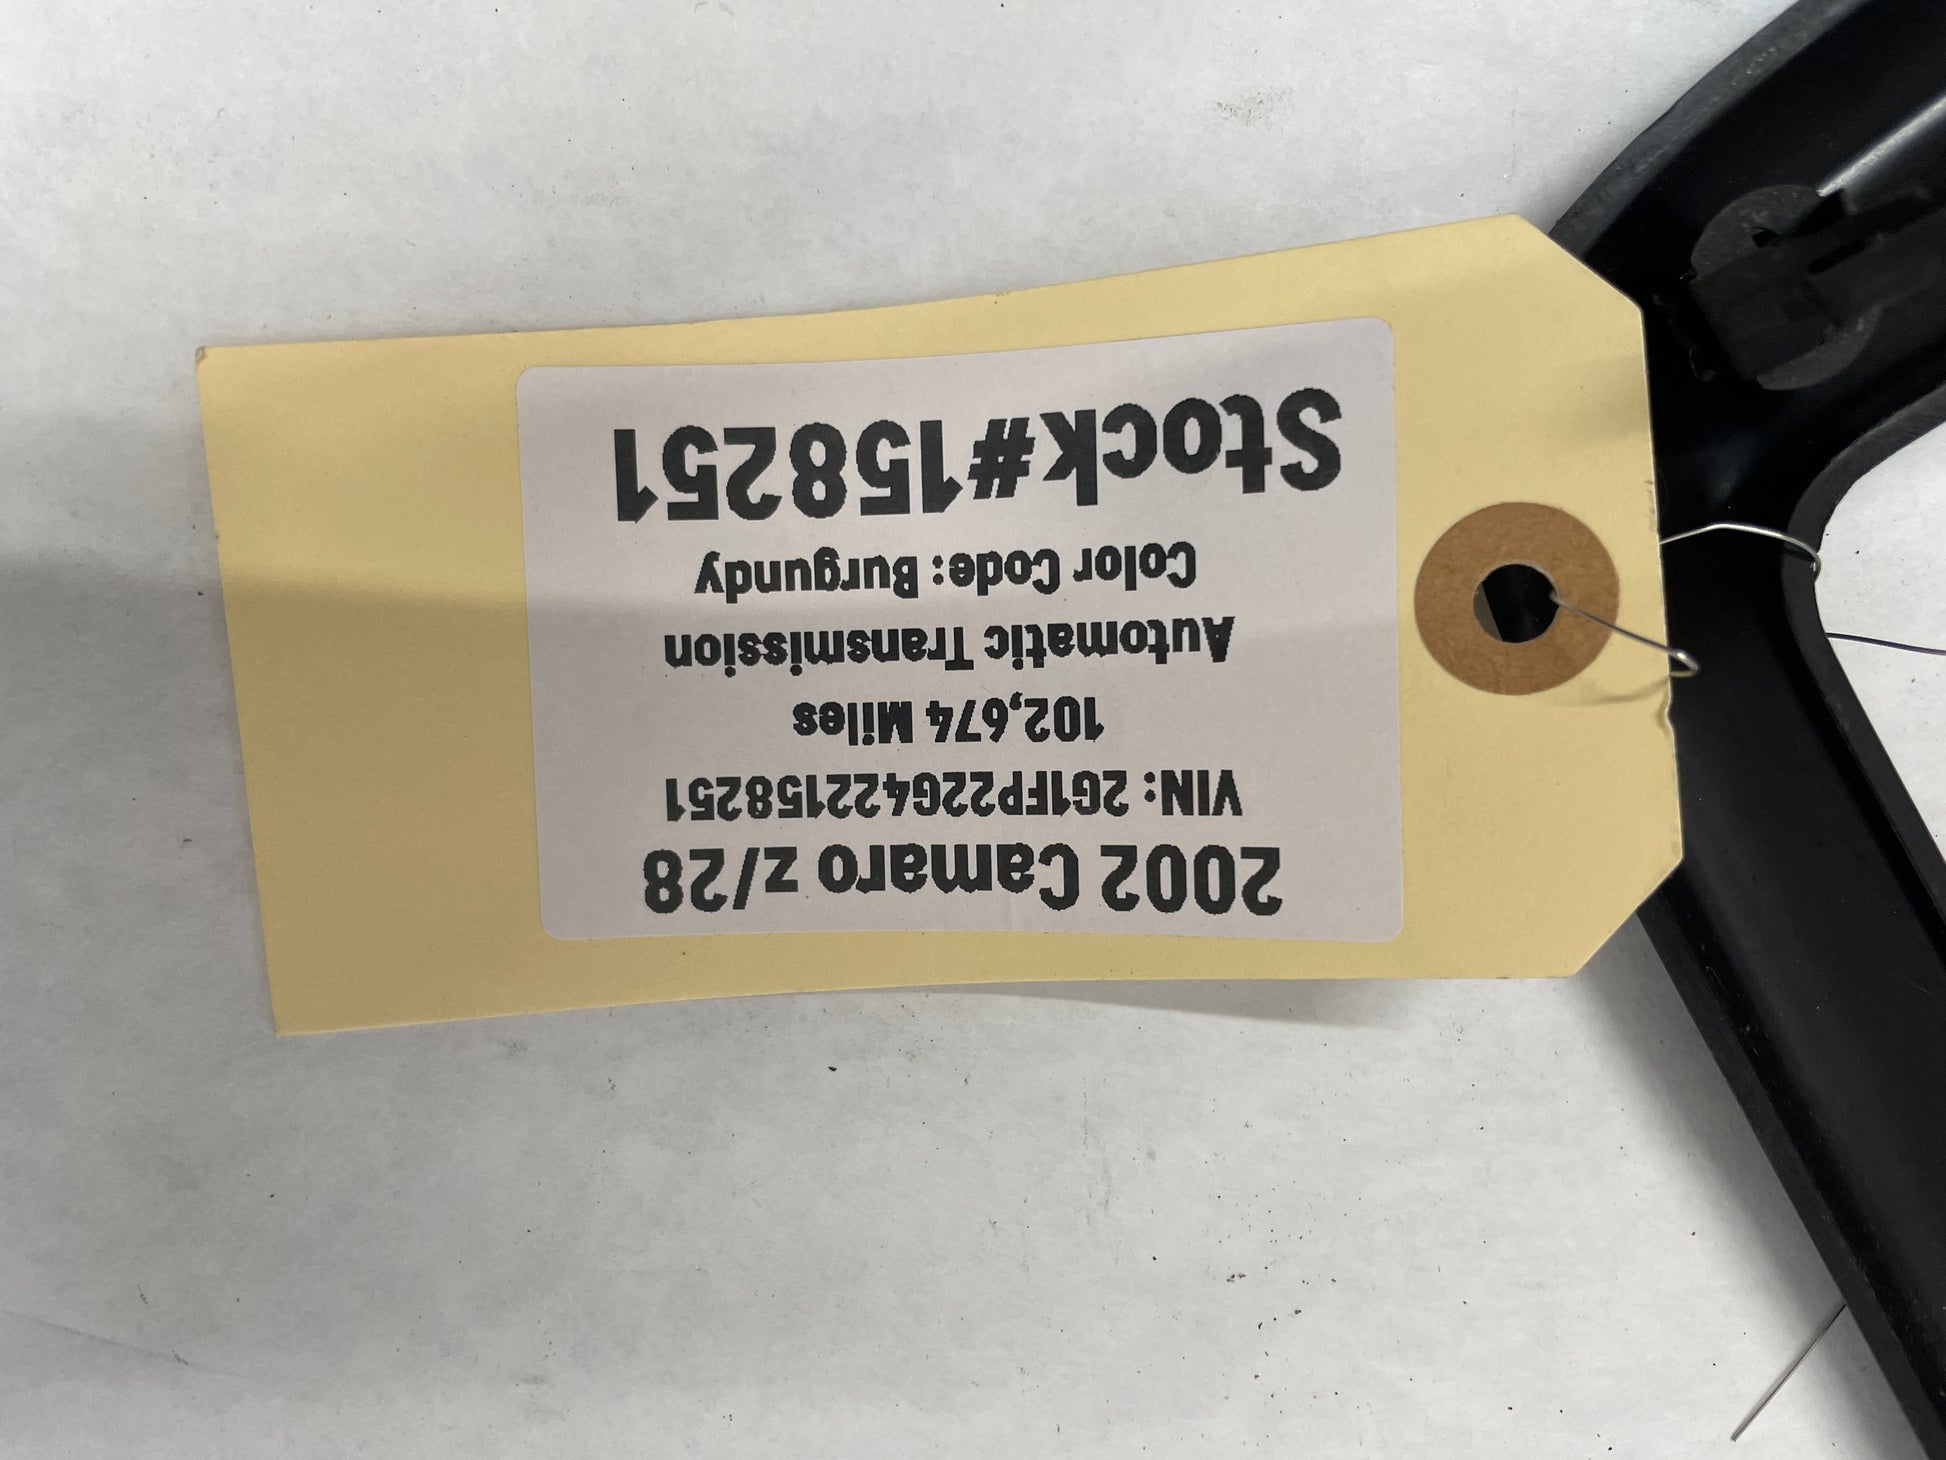 2002 Camaro z/28
VIN: 2G1FP22G422158251
102,674 Miles
Automatic Transmission
Color Code: Burgundy
Stock#158251